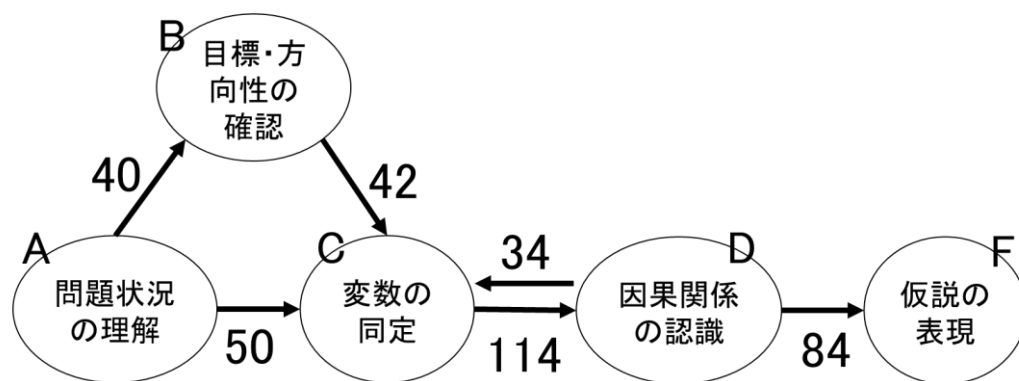 B
目標・方
向性の
確認
40
42
A
問題状況
の理解
50
C
変数の
同定
34
114
D
因果関係
の認識
84
F
仮説の
表現